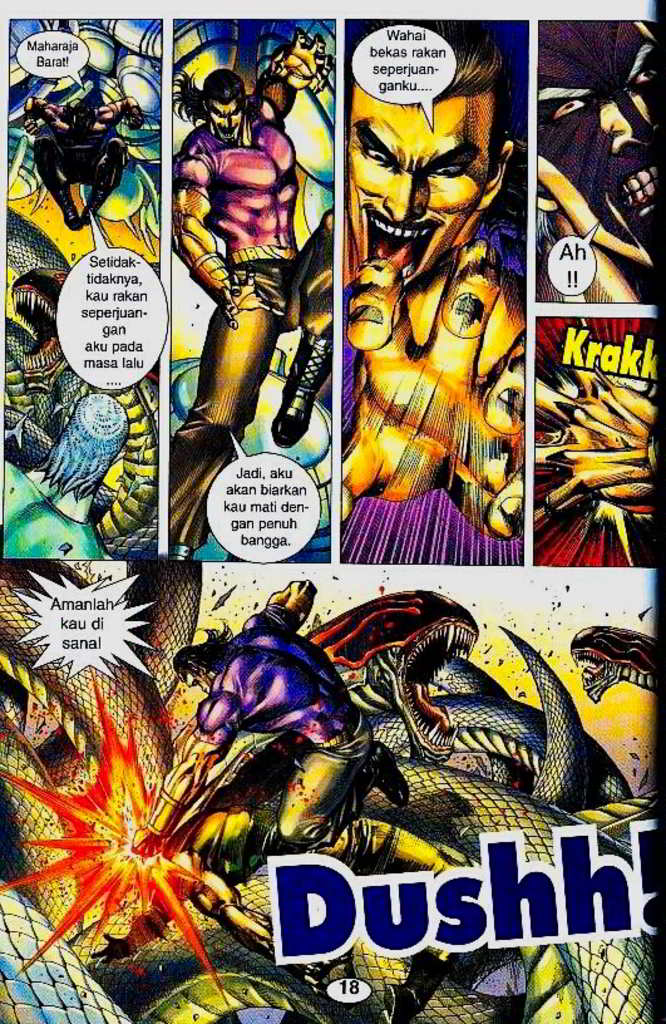 Maharaja
Barat!
Setidak-
tidaknya,
kau rakan
seperjuan-
gan
aku pada
masa lalu
....
Jadi, aku
akan biarkan
kau mati den-
gan penuh
bangga.
Wahai
bekas rakan
seperjuan-
ganku....
Ah
!!
Krakk
Amanlah
kau di
sana!
Dushh!
18